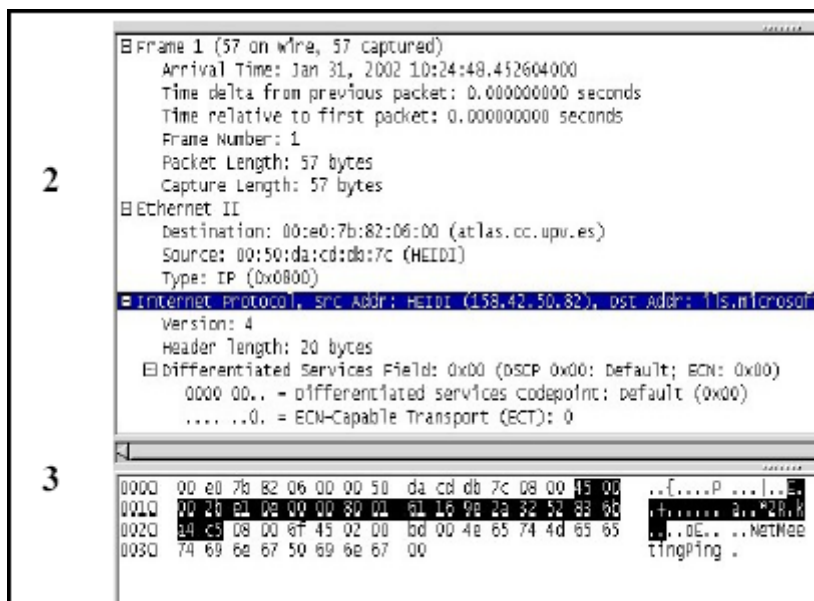 Frame 1 (57 on wire, 57 captured)
Arrival Time: Jan 31, 2002 10:24:48.452604000
Time delta from previous packet: 0.000000000 seconds
Time relative to first packet: 0.000000000 seconds
Frame Number: 1
Packet Length: 57 bytes
2
Capture Length: 57 bytes
Ethernet II
Destination: 00:e0:7b:82:06:00 (atlas.cc.upv.es)
Source: 00:50:da:cd:db:7c (HEIDI)
Type: IP (0x0800)
Internet Protocol, Src Addr: HEIDI (158.42.50.82), Dst Addr: ils.microsof
Version: 4
Header length: 20 bytes
Differentiated Services Field: 0x00 (DSCP 0x00: Default; ECN: 0x00)
0000 00.. = Differentiated Services Codepoint: Default (0x00)
.... ..0. = ECN-Capable Transport (ECT): 0
3
0000 00 e0 7b 82 06 00 00 50 da cd db 7c 08 00 45 00 ..{....P ...|..E.
0010 00 2b e1 0e 00 00 80 01 61 16 9e 2a 32 52 83 6b .+...... a..*2R.k
0020 a4 c5 08 00 6f 45 02 00 bd 00 4e 65 74 4d 65 65 ....oE.. ..NetMee
0030 74 69 6e 67 50 69 6e 67 00 tingPing .